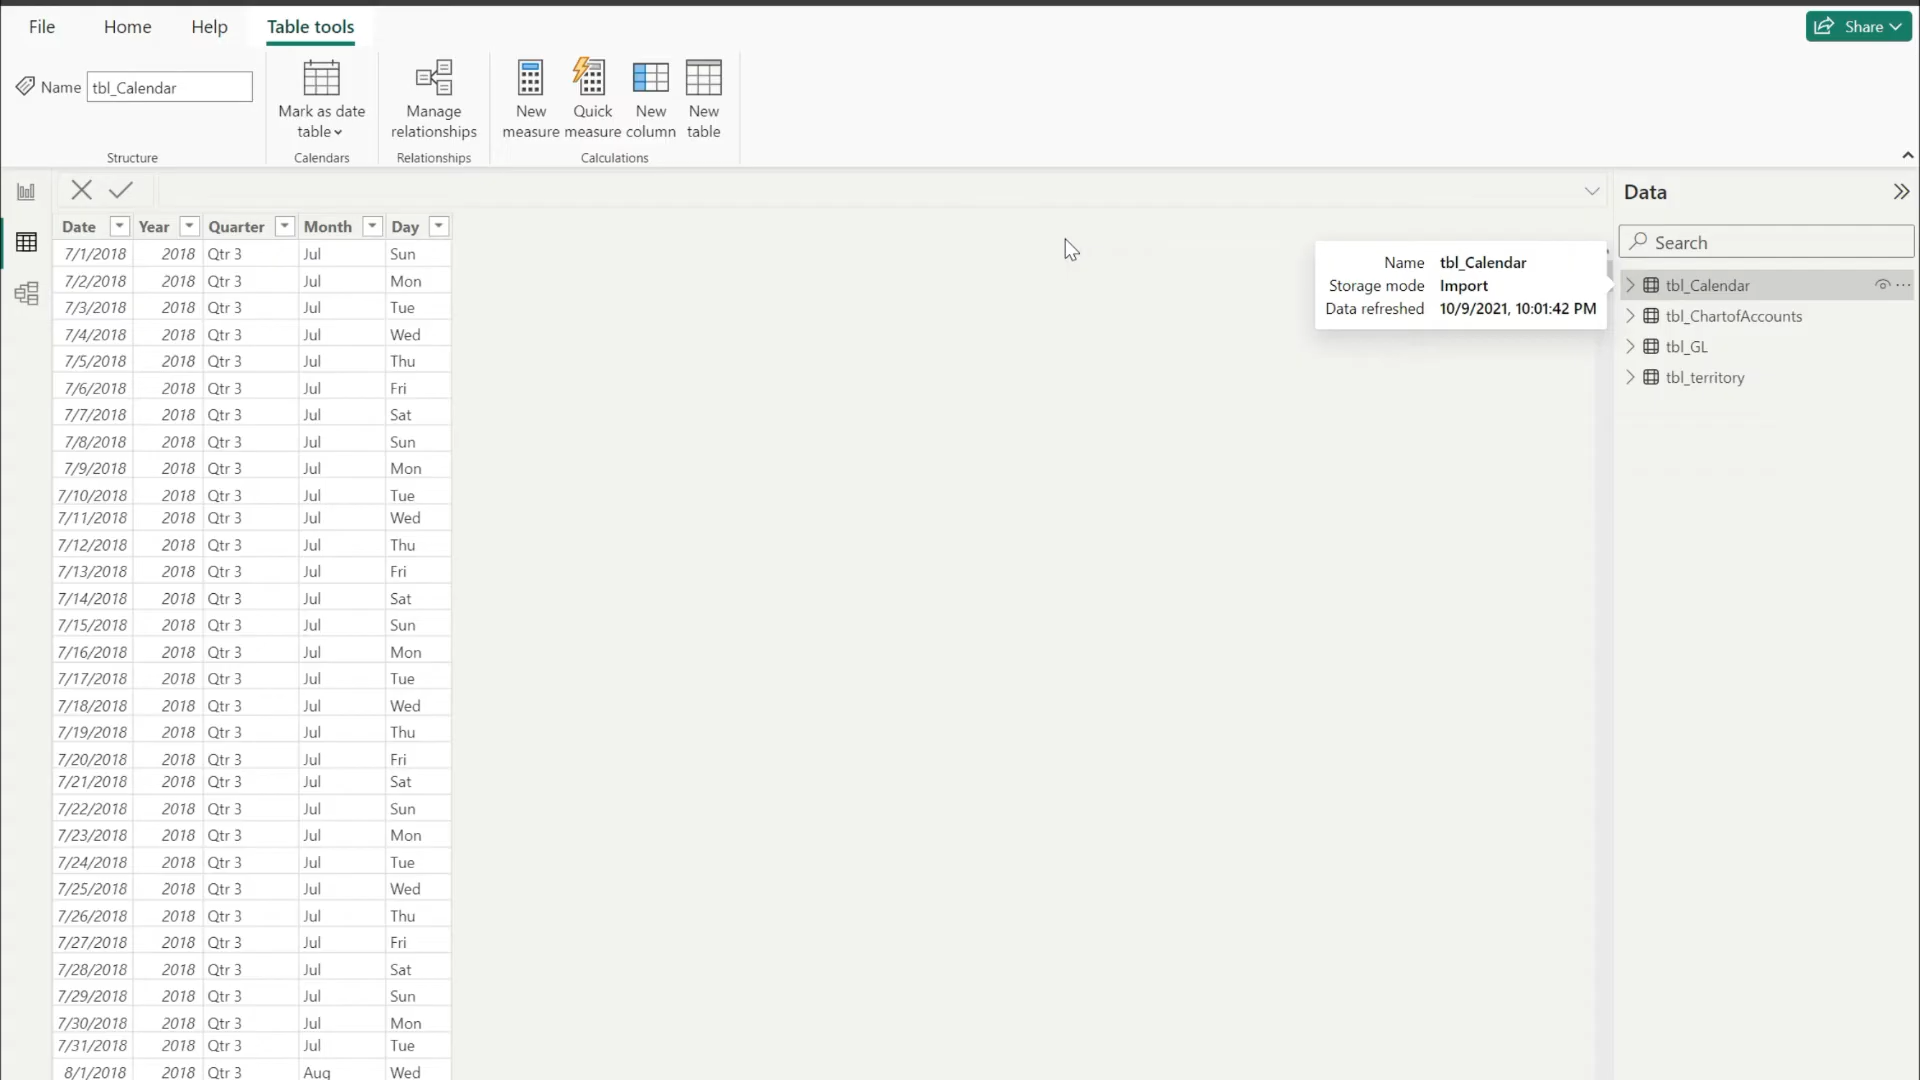 File Home Help Table tools Share
Name tbl_Calendar
Mark as date
table
Manage
relationships
New
measure
Quick
measure
New
column
New
table
Structure Calendars Relationships Calculations
Data
Search
Name tbl_Calendar
Storage mode Import
Data refreshed 10/9/2021, 10:01:42 PM
tbl_Calendar
tbl_ChartofAccounts
tbl_GL
tbl_territory
Date Year Quarter Month Day
7/1/2018 2018 Qtr 3 Jul Sun
7/2/2018 2018 Qtr 3 Jul Mon
7/3/2018 2018 Qtr 3 Jul Tue
7/4/2018 2018 Qtr 3 Jul Wed
7/5/2018 2018 Qtr 3 Jul Thu
7/6/2018 2018 Qtr 3 Jul Fri
7/7/2018 2018 Qtr 3 Jul Sat
7/8/2018 2018 Qtr 3 Jul Sun
7/9/2018 2018 Qtr 3 Jul Mon
7/10/2018 2018 Qtr 3 Jul Tue
7/11/2018 2018 Qtr 3 Jul Wed
7/12/2018 2018 Qtr 3 Jul Thu
7/13/2018 2018 Qtr 3 Jul Fri
7/14/2018 2018 Qtr 3 Jul Sat
7/15/2018 2018 Qtr 3 Jul Sun
7/16/2018 2018 Qtr 3 Jul Mon
7/17/2018 2018 Qtr 3 Jul Tue
7/18/2018 2018 Qtr 3 Jul Wed
7/19/2018 2018 Qtr 3 Jul Thu
7/20/2018 2018 Qtr 3 Jul Fri
7/21/2018 2018 Qtr 3 Jul Sat
7/22/2018 2018 Qtr 3 Jul Sun
7/23/2018 2018 Qtr 3 Jul Mon
7/24/2018 2018 Qtr 3 Jul Tue
7/25/2018 2018 Qtr 3 Jul Wed
7/26/2018 2018 Qtr 3 Jul Thu
7/27/2018 2018 Qtr 3 Jul Fri
7/28/2018 2018 Qtr 3 Jul Sat
7/29/2018 2018 Qtr 3 Jul Sun
7/30/2018 2018 Qtr 3 Jul Mon
7/31/2018 2018 Qtr 3 Jul Tue
8/1/2018 2018 Qtr 3 Aug Wed